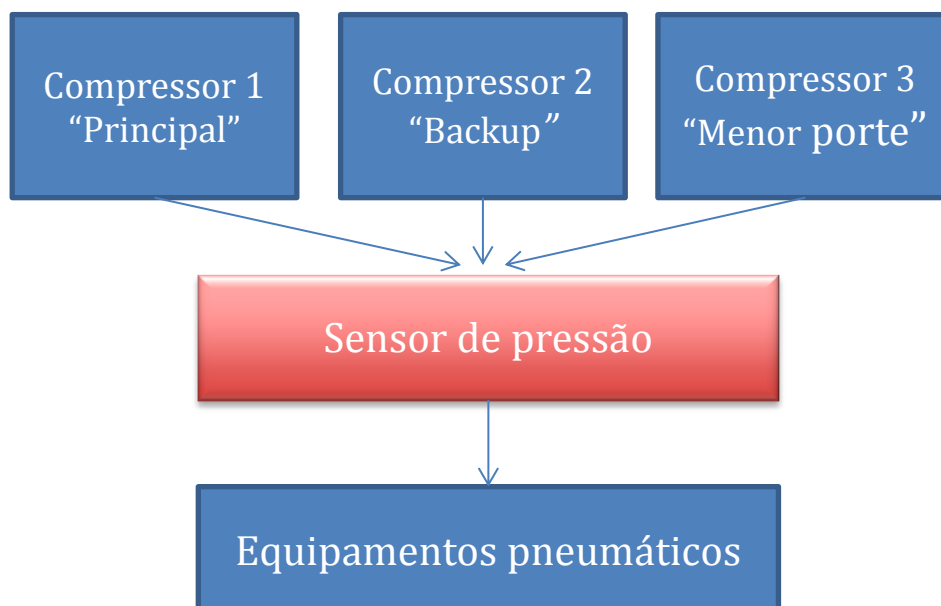 Compressor 1
“Principal”
Compressor 2
“Backup”
Compressor 3
“Menor porte”
Sensor de pressão
Equipamentos pneumáticos